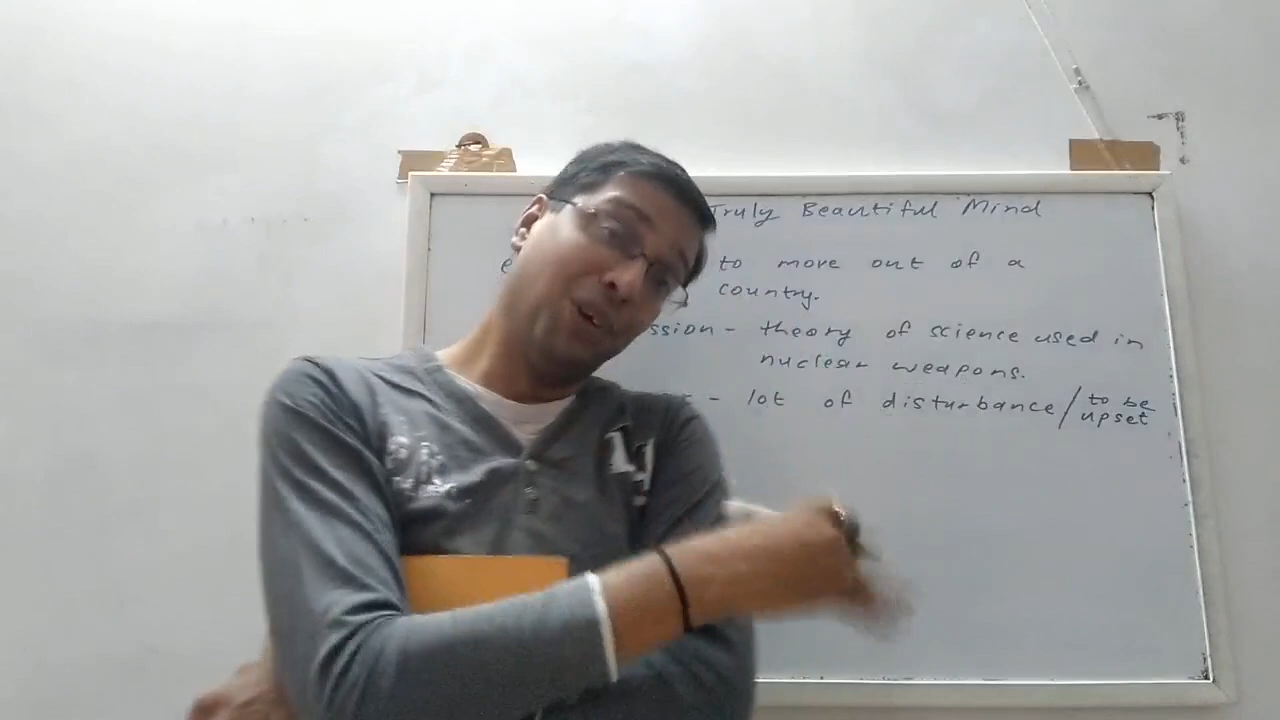 Truly Beautiful Mind
to move out of a
country.
ssion - theory of science used in
nuclear weapons.
- lot of disturbance/to be
upset